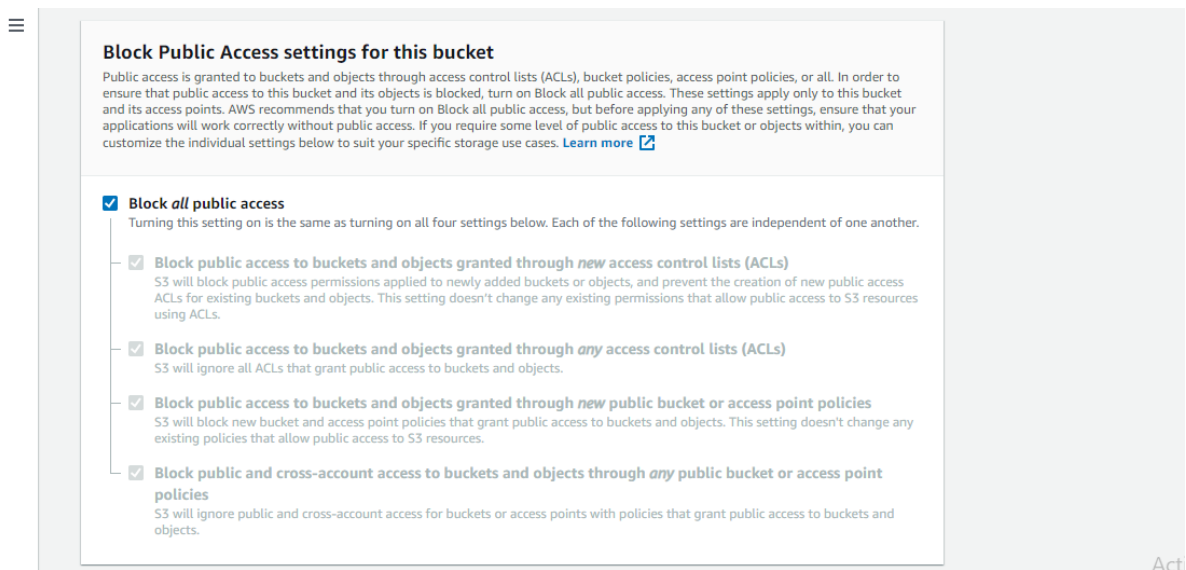 Block Public Access settings for this bucket
Public access is granted to buckets and objects through access control lists (ACLs), bucket policies, access point policies, or all. In order to
ensure that public access to this bucket and its objects is blocked, turn on Block all public access. These settings apply only to this bucket
and its access points. AWS recommends that you turn on Block all public access, but before applying any of these settings, ensure that your
applications will work correctly without public access. If you require some level of public access to this bucket or objects within, you can
customize the individual settings below to suit your specific storage use cases. Learn more
Block all public access
Turning this setting on is the same as turning on all four settings below. Each of the following settings are independent of one another.
Block public access to buckets and objects granted through new access control lists (ACLs)
S3 will block public access permissions applied to newly added buckets or objects, and prevent the creation of new public access
ACLs for existing buckets and objects. This setting doesn't change any existing permissions that allow public access to S3 resources
using ACLs.
Block public access to buckets and objects granted through any access control lists (ACLs)
S3 will ignore all ACLs that grant public access to buckets and objects.
Block public access to buckets and objects granted through new public bucket or access point policies
S3 will block new bucket and access point policies that grant public access to buckets and objects. This setting doesn't change any
existing policies that allow public access to S3 resources.
Block public and cross-account access to buckets and objects through any public bucket or access point
policies
S3 will ignore public and cross-account access for buckets or access points with policies that grant public access to buckets and
objects.
Acti